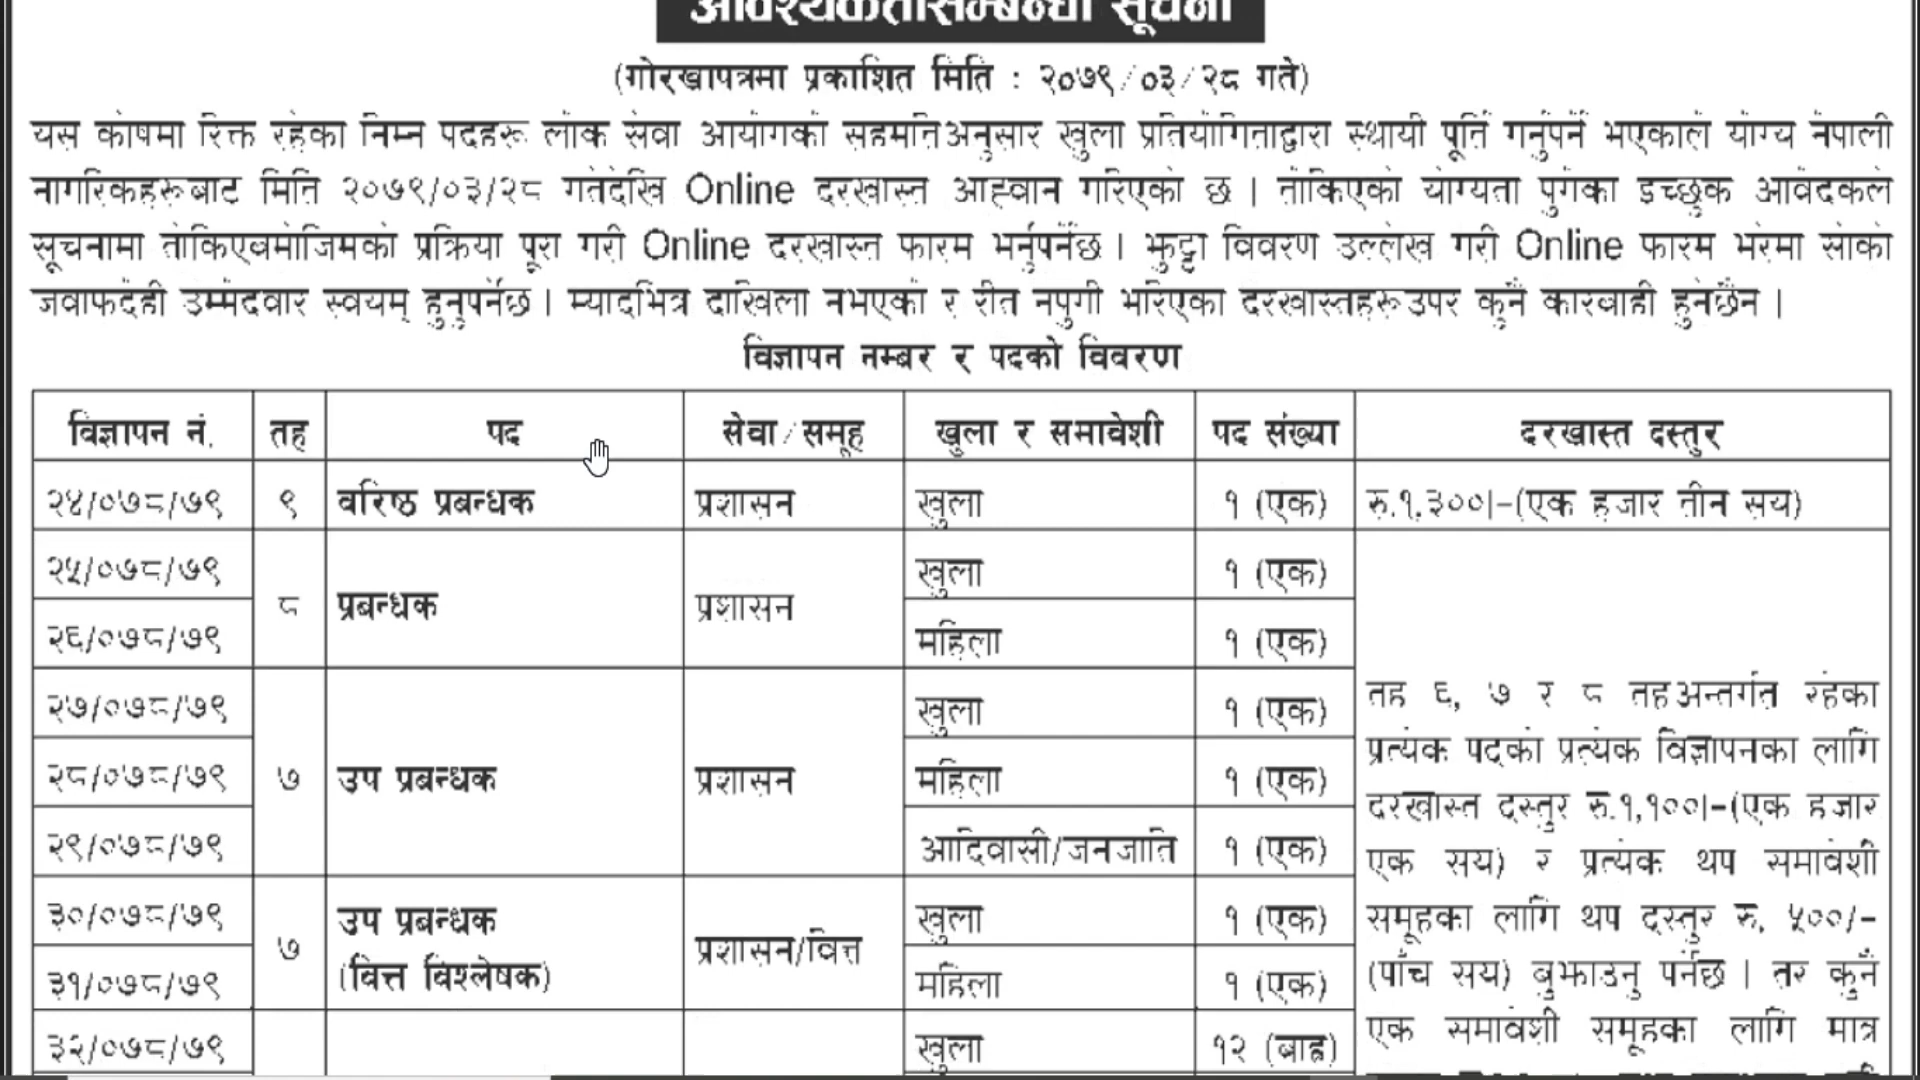 आवश्यकतासम्बन्धी सूचना
(गोरखापत्रमा प्रकाशित मिति : २०७९/०३/२८ गते)
यस कोषमा रिक्त रहेका निम्न पदहरू लोक सेवा आयोगको सहमतिअनुसार खुला प्रतियोगिताद्वारा स्थायी पूर्ति गर्नुपर्ने भएकाले योग्य नेपाली
नागरिकहरूबाट मिति २०७९/०३/२८ गतेदेखि Online दरखास्त आह्वान गरिएको छ । तोकिएको योग्यता पुगेका इच्छुक आवेदकले
सूचनामा तोकिएबमोजिमको प्रक्रिया पूरा गरी Online दरखास्त फारम भर्नुपर्नेछ । झुट्टा विवरण उल्लेख गरी Online फारम भरेमा सोको
जवाफदेही उम्मेदवार स्वयम् हुनुपर्नेछ । म्यादभित्र दाखिला नभएको र रीत नपुगी भरिएका दरखास्तहरूउपर कुनै कारबाही हुनेछैन ।
विज्ञापन नम्बर र पदको विवरण
विज्ञापन नं. तह पद सेवा/समूह खुला र समावेशी पद संख्या दरखास्त दस्तुर
२४/०७८/७९ ९ वरिष्ठ प्रबन्धक प्रशासन खुला १ (एक) रु.१,३००।–(एक हजार तीन सय)
२५/०७८/७९ ८ प्रबन्धक प्रशासन खुला १ (एक)
२६/०७८/७९ महिला १ (एक)
२७/०७८/७९ ७ उप प्रबन्धक प्रशासन खुला १ (एक)
२८/०७८/७९ महिला १ (एक)
२९/०७८/७९ आदिवासी/जनजाति १ (एक)
३०/०७८/७९ ७ उप प्रबन्धक
(वित्त विश्लेषक) प्रशासन/वित्त खुला १ (एक)
३१/०७८/७९ महिला १ (एक)
३२/०७८/७९ खुला १२ (बाह्र)
तह ६, ७ र ८ तहअन्तर्गत रहेका
प्रत्येक पदको प्रत्येक विज्ञापनका लागि
दरखास्त दस्तुर रु.१,१००।–(एक हजार
एक सय) र प्रत्येक थप समावेशी
समूहका लागि थप दस्तुर रु. ५००/–
(पाँच सय) बुझाउनु पर्नेछ । तर कुनै
एक समावेशी समूहका लागि मात्र